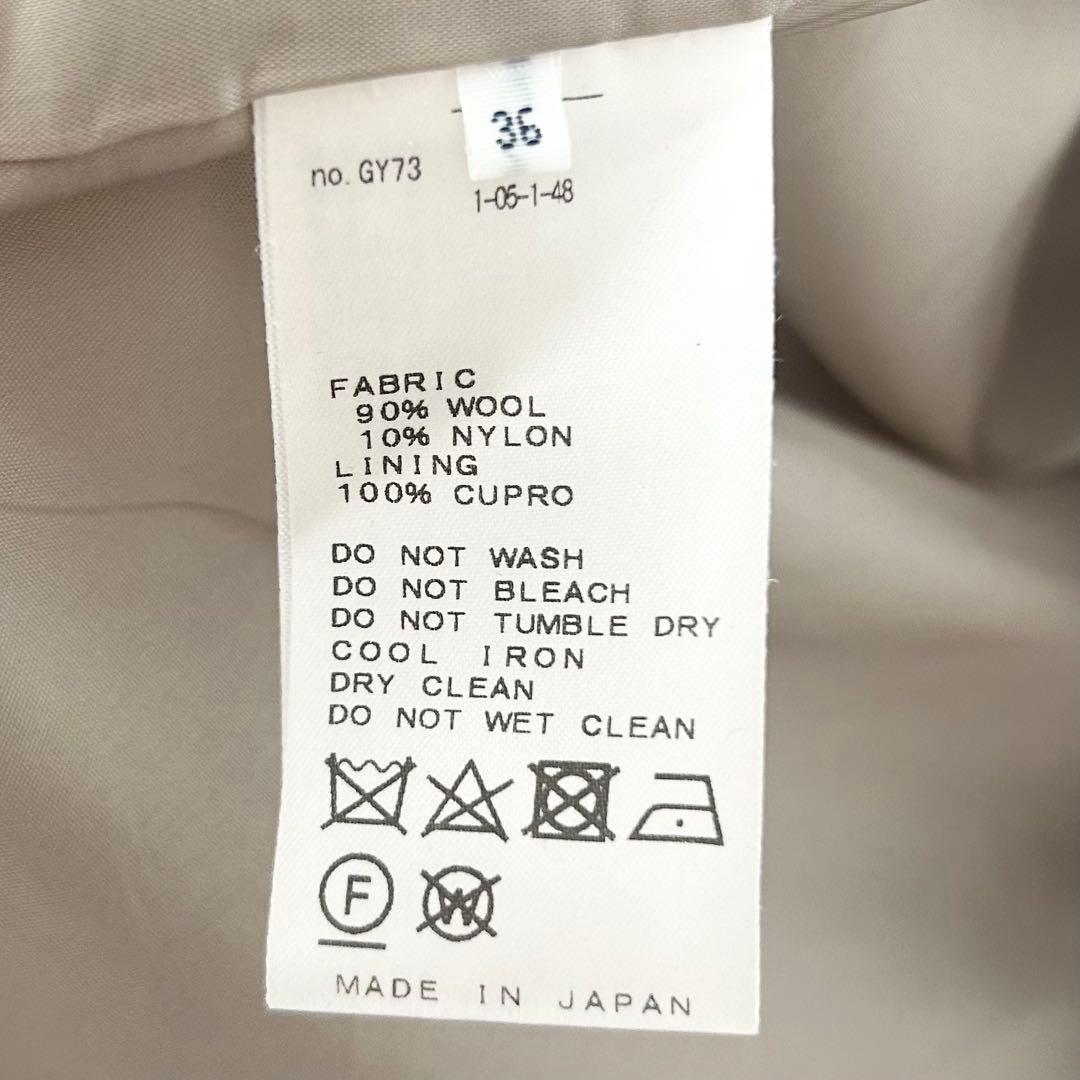 36
no. GY73
1-05-1-48
FABRIC
90% WOOL
10% NYLON
LINING
100% CUPRO
DO NOT WASH
DO NOT BLEACH
DO NOT TUMBLE DRY
COOL IRON
DRY CLEAN
DO NOT WET CLEAN
F W
MADE IN JAPAN